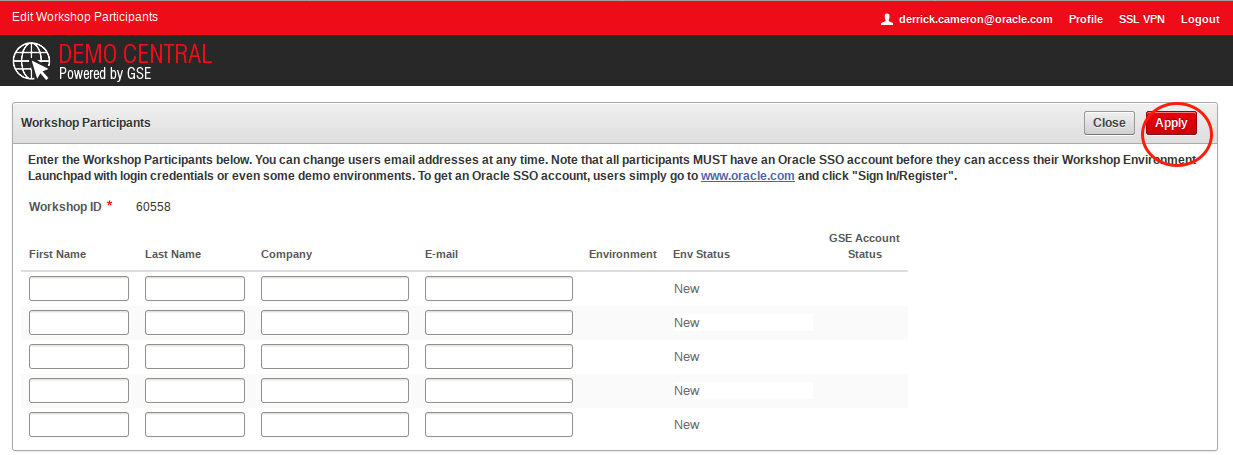 Edit Workshop Participants
derrick.cameron@oracle.com Profile SSL VPN Logout
DEMO CENTRAL
Powered by GSE
Workshop Participants
Close Apply
Enter the Workshop Participants below. You can change users email addresses at any time. Note that all participants MUST have an Oracle SSO account before they can access their Workshop Environment
Launchpad with login credentials or even some demo environments. To get an Oracle SSO account, users simply go to www.oracle.com and click "Sign In/Register".
Workshop ID * 60558
First Name Last Name Company E-mail Environment Env Status GSE Account
Status
New
New
New
New
New